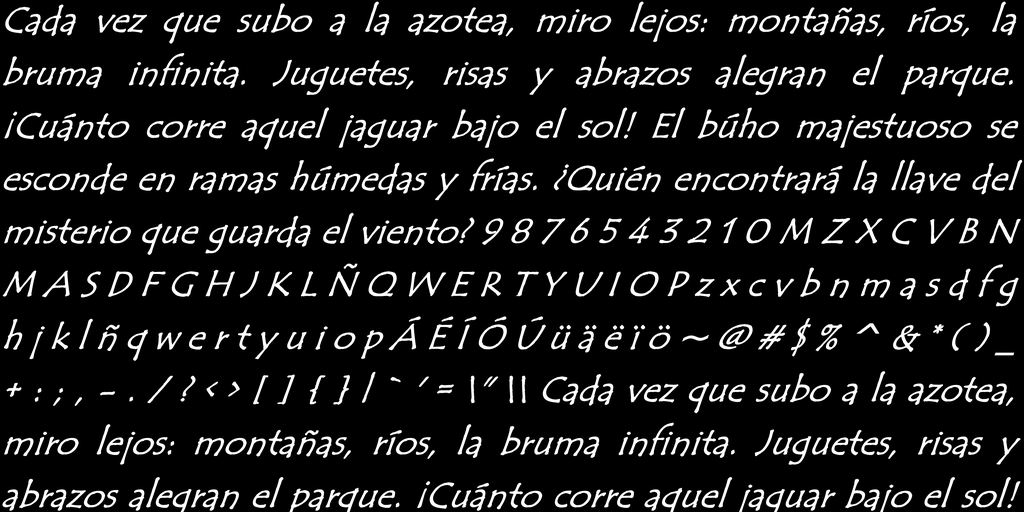 Cada vez que subo a la azotea, miro lejos: montañas, ríos, la
bruma infinita. Juguetes, risas y abrazos alegran el parque.
¡Cuánto corre aquel jaguar bajo el sol! El búho majestuoso se
esconde en ramas húmedas y frías. ¿Quién encontrará la llave del
misterio que guarda el viento? 9 8 7 6 5 4 3 2 1 0 M Z X C V B N
M A S D F G H J K L Ñ Q W E R T Y U I O P z x c v b n m a s d f g
h j k l ñ q w e r t y u i o p Á É Í Ó Ú ü ä ë ï ö ~ @ # $ % ^ & * ( ) _
+ : ; , - . / ? < > [ ] { } | ` ' = \" \\ Cada vez que subo a la azotea,
miro lejos: montañas, ríos, la bruma infinita. Juguetes, risas y
abrazos alegran el parque. ¡Cuánto corre aquel jaguar bajo el sol!